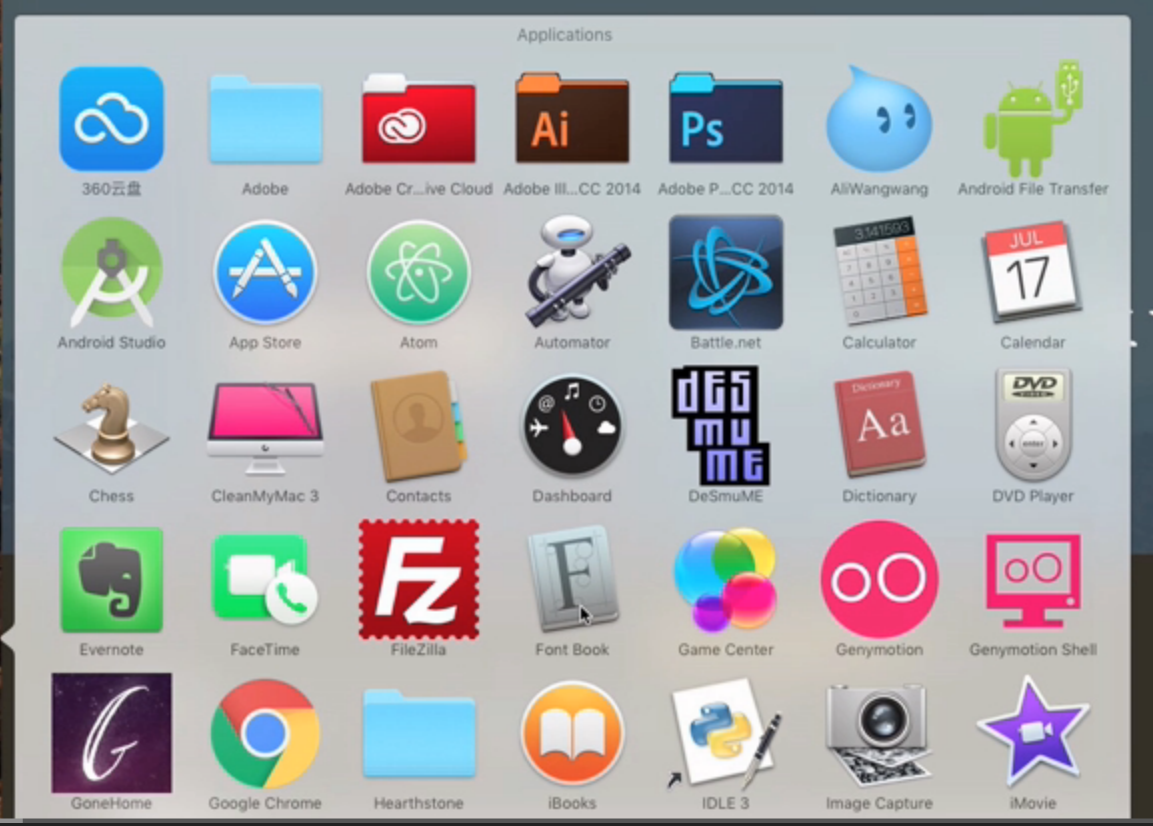 Applications
360云盘
Adobe
Adobe Cr...ive Cloud
Ai
Adobe Ill...CC 2014
Ps
Adobe P...CC 2014
AliWangwang
Android File Transfer
Android Studio
App Store
Atom
Automator
Battle.net
3.141593
Calculator
JUL
17
Calendar
Chess
CleanMyMac 3
Contacts
@
Dashboard
dESMUME
DeSmuME
Dictionary
Aa
Dictionary
DVD
VIDEO
enter
DVD Player
Evernote
FaceTime
Fz
FileZilla
F
Font Book
Game Center
Genymotion
Genymotion Shell
G
GoneHome
Google Chrome
Hearthstone
iBooks
IDLE 3
Image Capture
iMovie